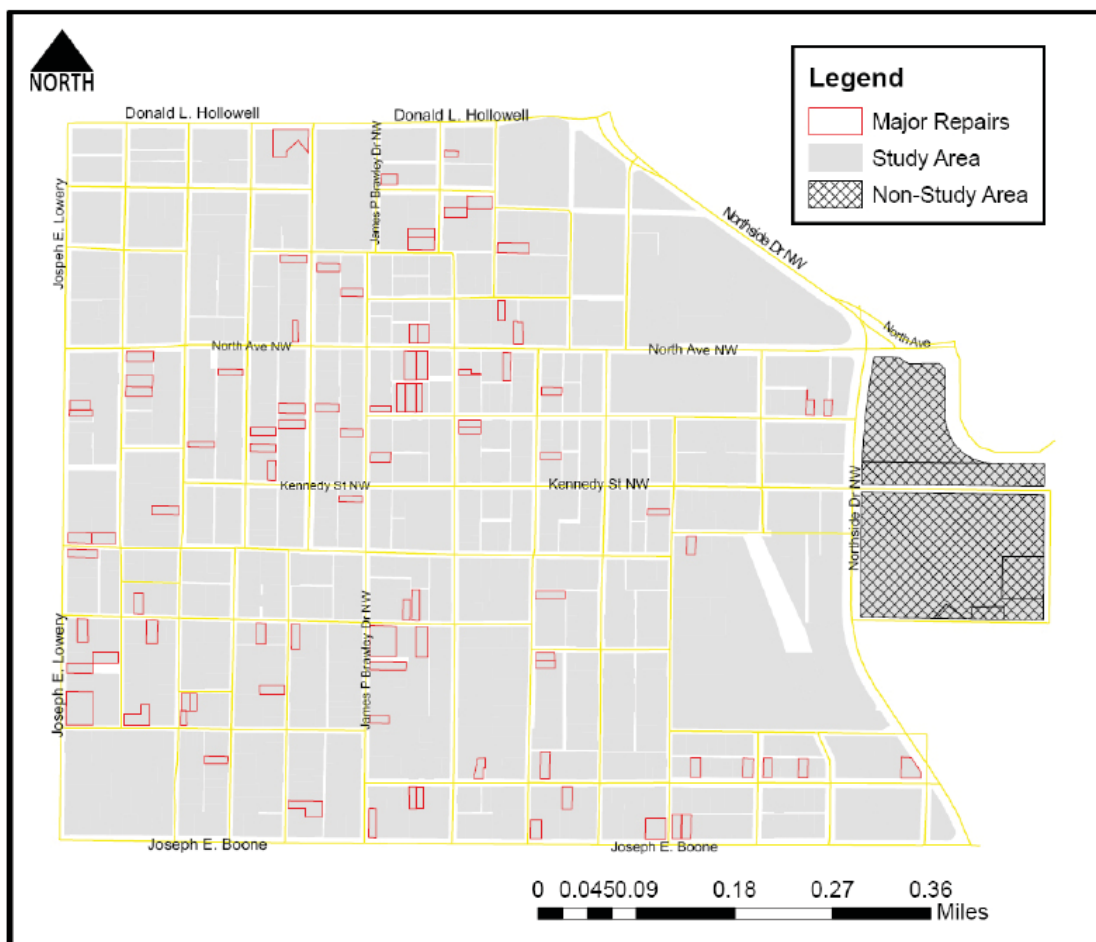 NORTH
Legend
Major Repairs
Study Area
Non-Study Area
Donald L. Hollowell
Donald L. Hollowell
James P Brawley Dr NW
Jospeh E. Lowery
Northside Dr NW
North Ave
North Ave NW
North Ave NW
Kennedy St NW
Kennedy St NW
Northside Dr NW
Joseph E. Lowery
James P Brawley Dr NW
Joseph E. Boone
Joseph E. Boone
0 0.0450.09 0.18 0.27 0.36
Miles